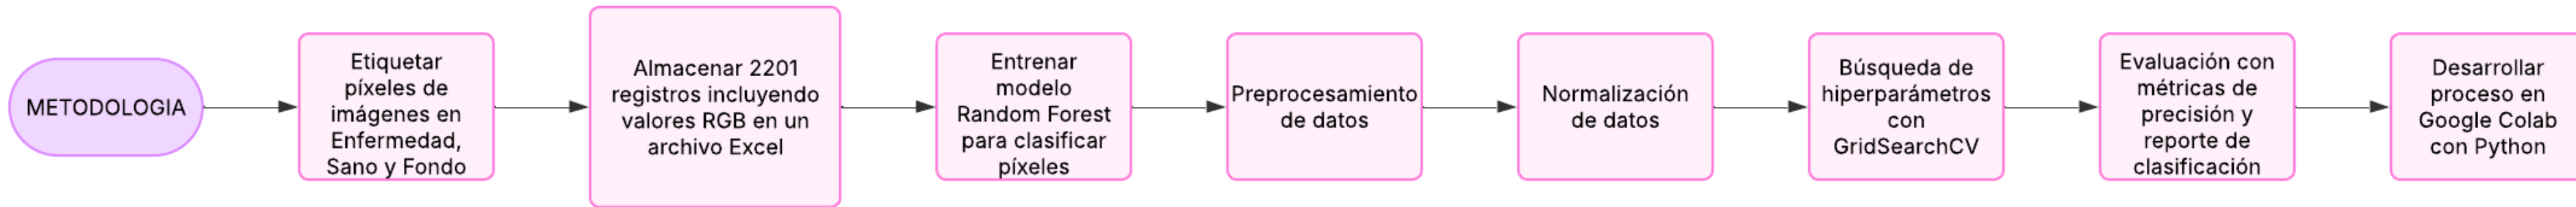 METODOLOGIA
Etiquetar
píxeles de
imágenes en
Enfermedad,
Sano y Fondo
Almacenar 2201
registros incluyendo
valores RGB en un
archivo Excel
Entrenar
modelo
Random Forest
para clasificar
píxeles
Preprocesamiento
de datos
Normalización
de datos
Búsqueda de
hiperparámetros
con
GridSearchCV
Evaluación con
métricas de
precisión y
reporte de
clasificación
Desarrollar
proceso en
Google Colab
con Python